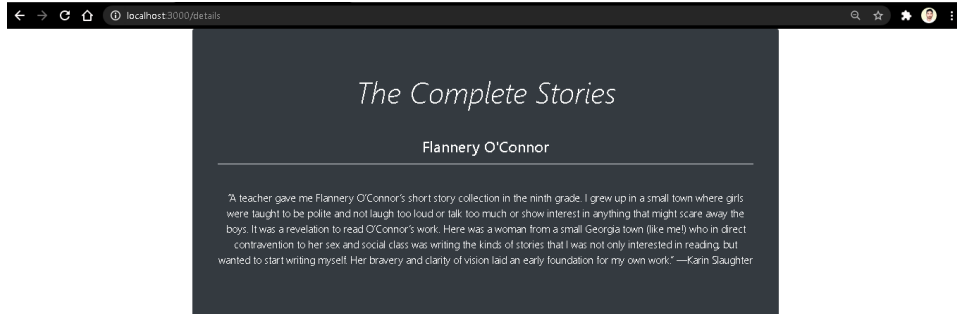 localhost:3000/details
The Complete Stories
Flannery O'Connor
“A teacher gave me Flannery O’Connor’s short story collection in the ninth grade. I grew up in a small town where girls
were taught to be polite and not laugh too loud or talk too much or show interest in anything that might scare away the
boys. It was a revelation to read O’Connor’s work. Here was a woman from a small Georgia town (like me!) who in direct
contravention to her sex and social class was writing the kinds of stories that I was not only interested in reading, but
wanted to start writing myself. Her bravery and clarity of vision laid an early foundation for my own work.” —Karin Slaughter